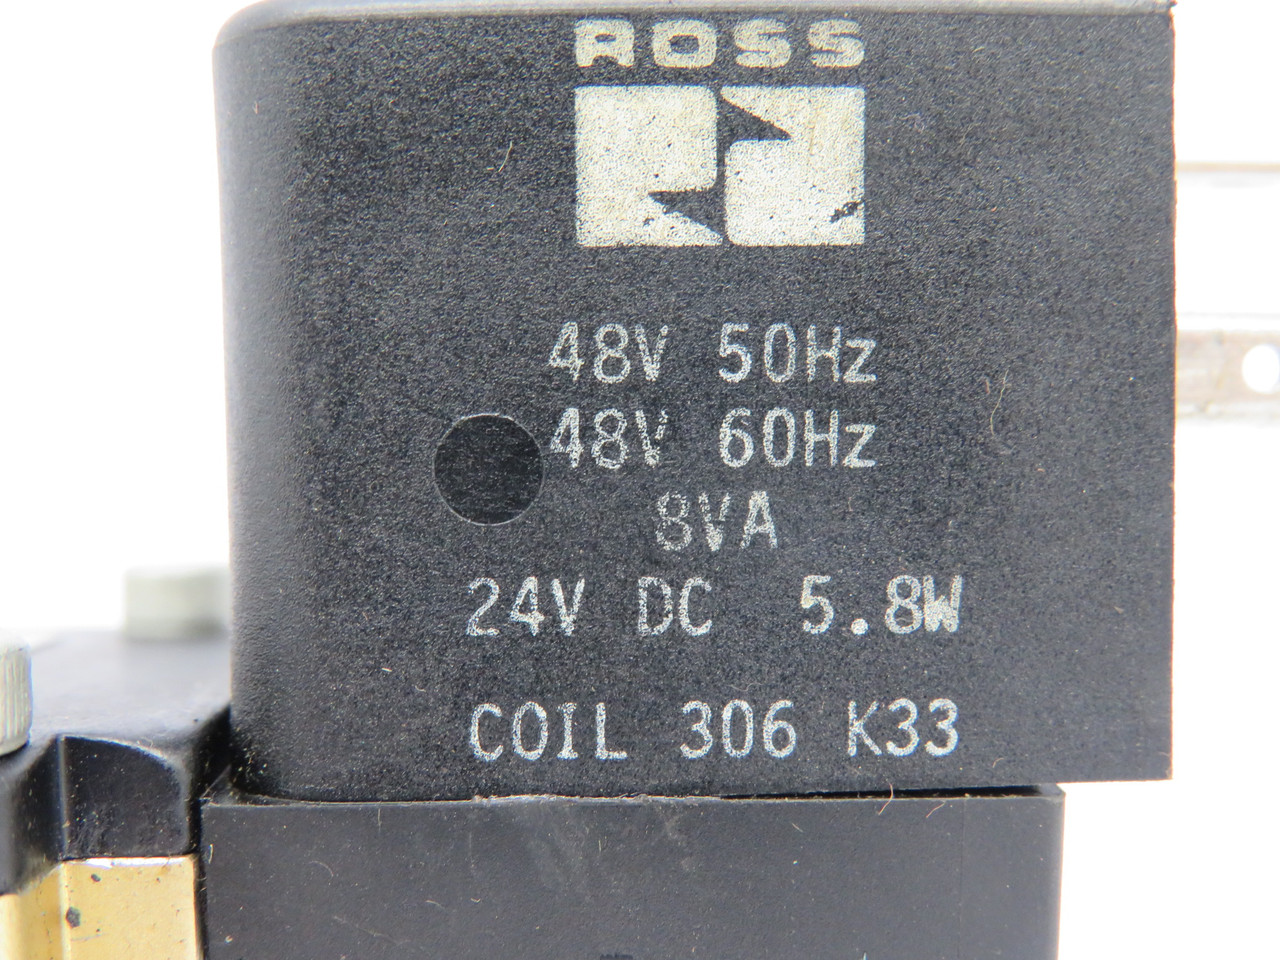 ROSS
48V 50Hz
48V 60Hz
8VA
24V DC 5.8W
COIL 306 K33